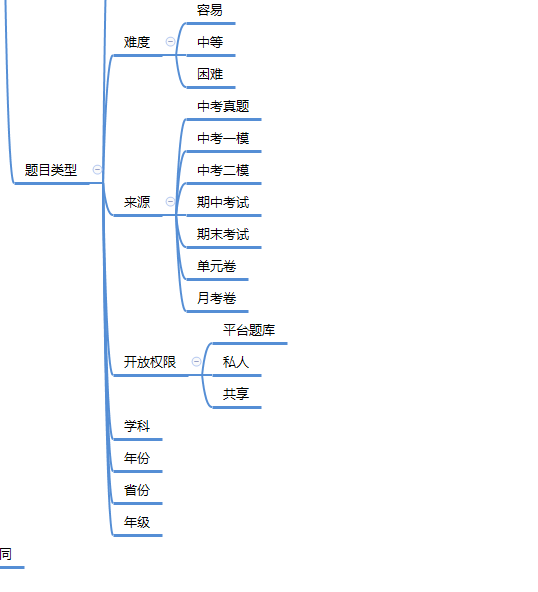 容易
难度
中等
困难
中考真题
中考一模
题目类型
中考二模
来源
期中考试
期末考试
单元卷
月考卷
平台题库
开放权限
私人
共享
学科
年份
省份
年级
同